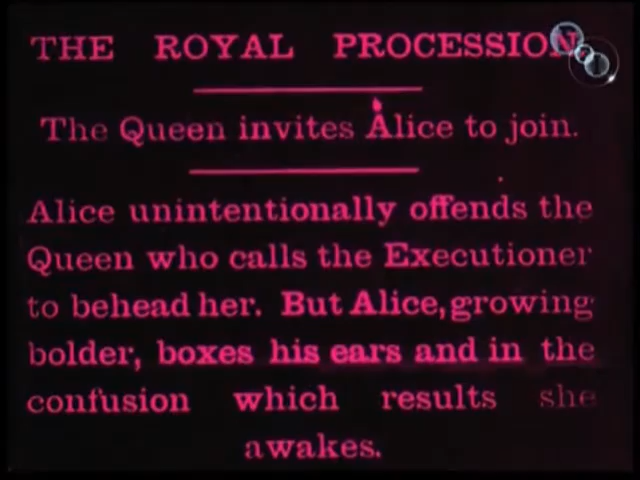 THE ROYAL PROCESSION.
The Queen invites Alice to join.
Alice unintentionally offends the
Queen who calls the Executioner
to behead her. But Alice, growing
bolder, boxes his ears and in the
confusion which results she
awakes.